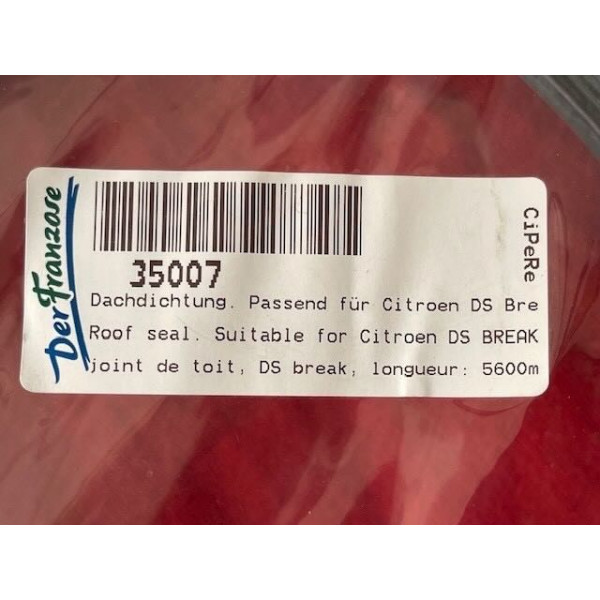 Der Franzose
CiPeRe
35007
Dachdichtung. Passend für Citroen DS Bre
Roof seal. Suitable for Citroen DS BREAK
joint de toit, DS break, longueur: 5600m